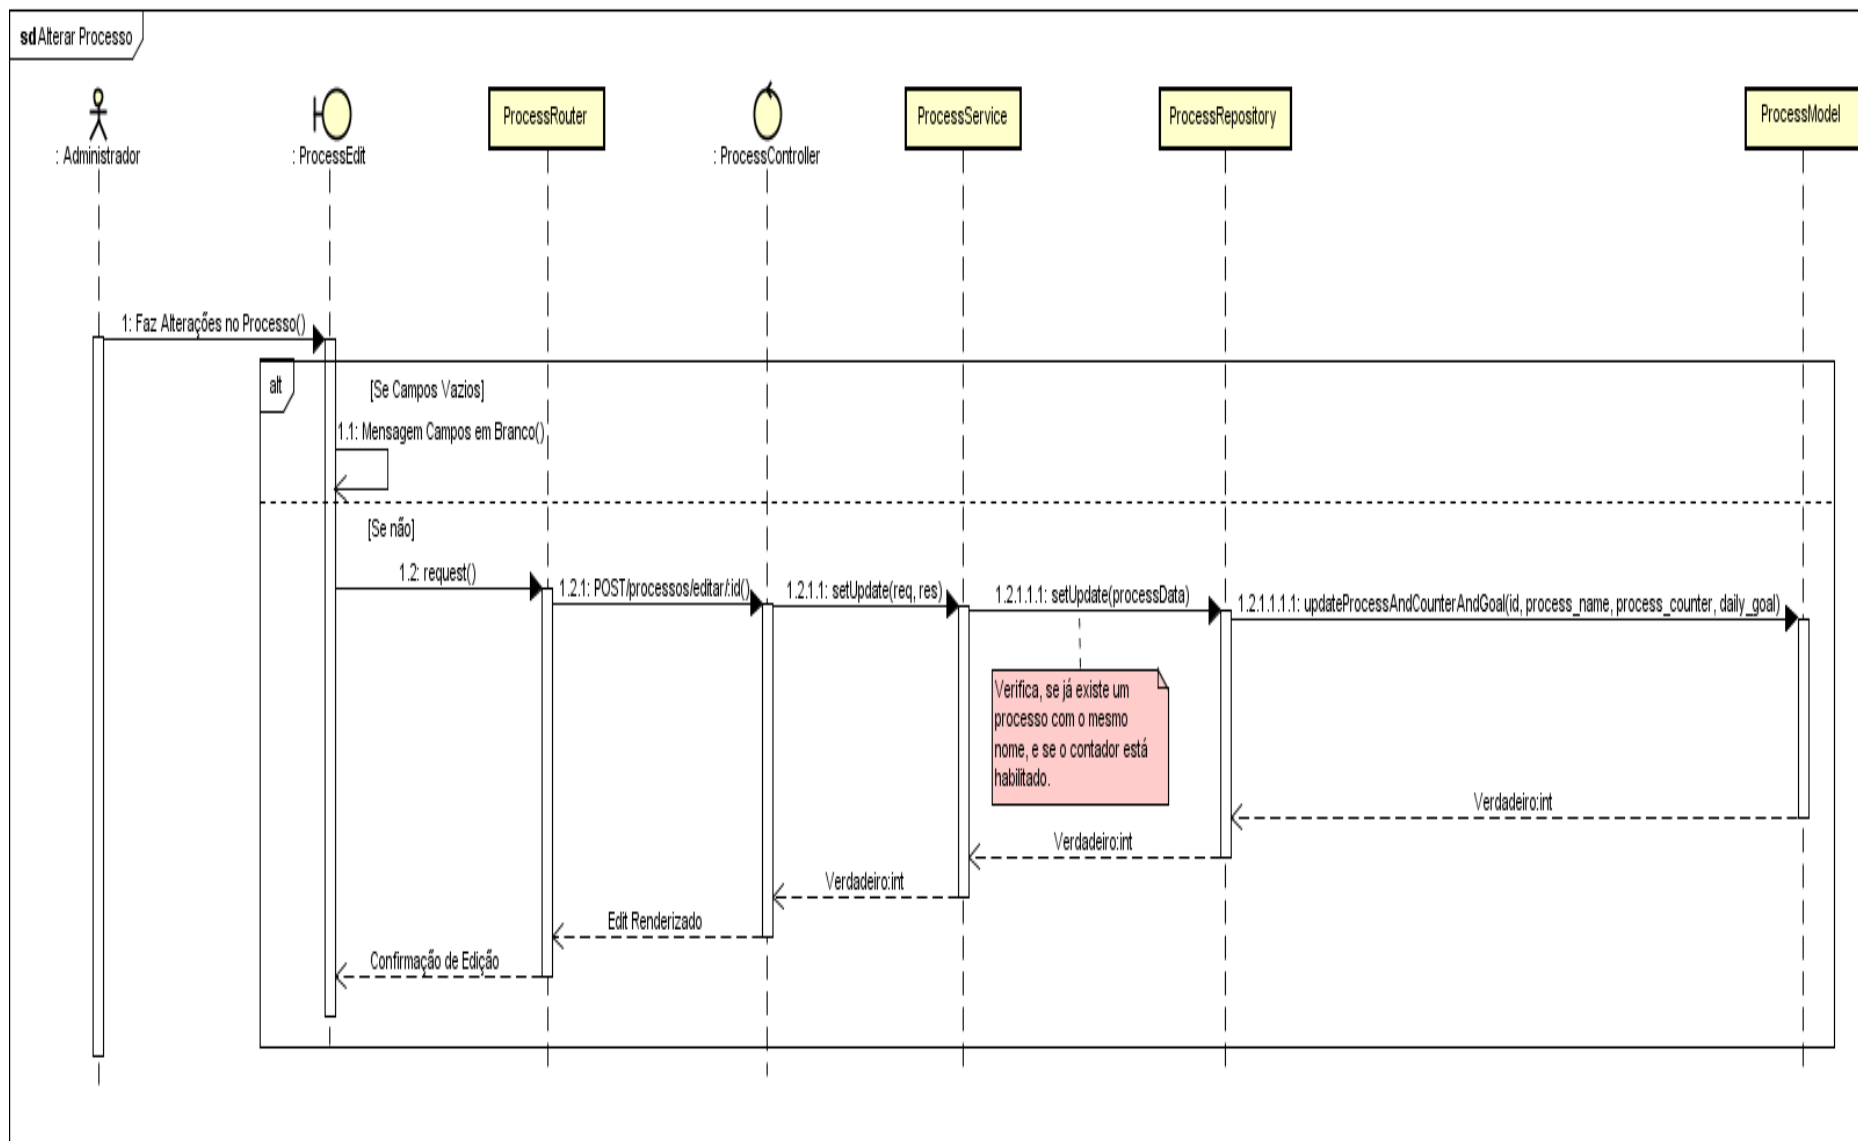 sd Alterar Processo
: Administrador
: ProcessEdit
ProcessRouter
: ProcessController
ProcessService
ProcessRepository
ProcessModel
1: Faz Alterações no Processo()
alt
[Se Campos Vazios]
1.1: Mensagem Campos em Branco()
[Se não]
1.2: request()
1.2.1: POST/processos/editar/:id()
1.2.1.1: setUpdate(req, res)
1.2.1.1.1: setUpdate(processData)
1.2.1.1.1.1: updateProcessAndCounterAndGoal(id, process_name, process_counter, daily_goal)
Verifica, se já existe um
processo com o mesmo
nome, e se o contador está
habilitado.
Verdadeiro:int
Verdadeiro:int
Verdadeiro:int
Edit Renderizado
Confirmação de Edição